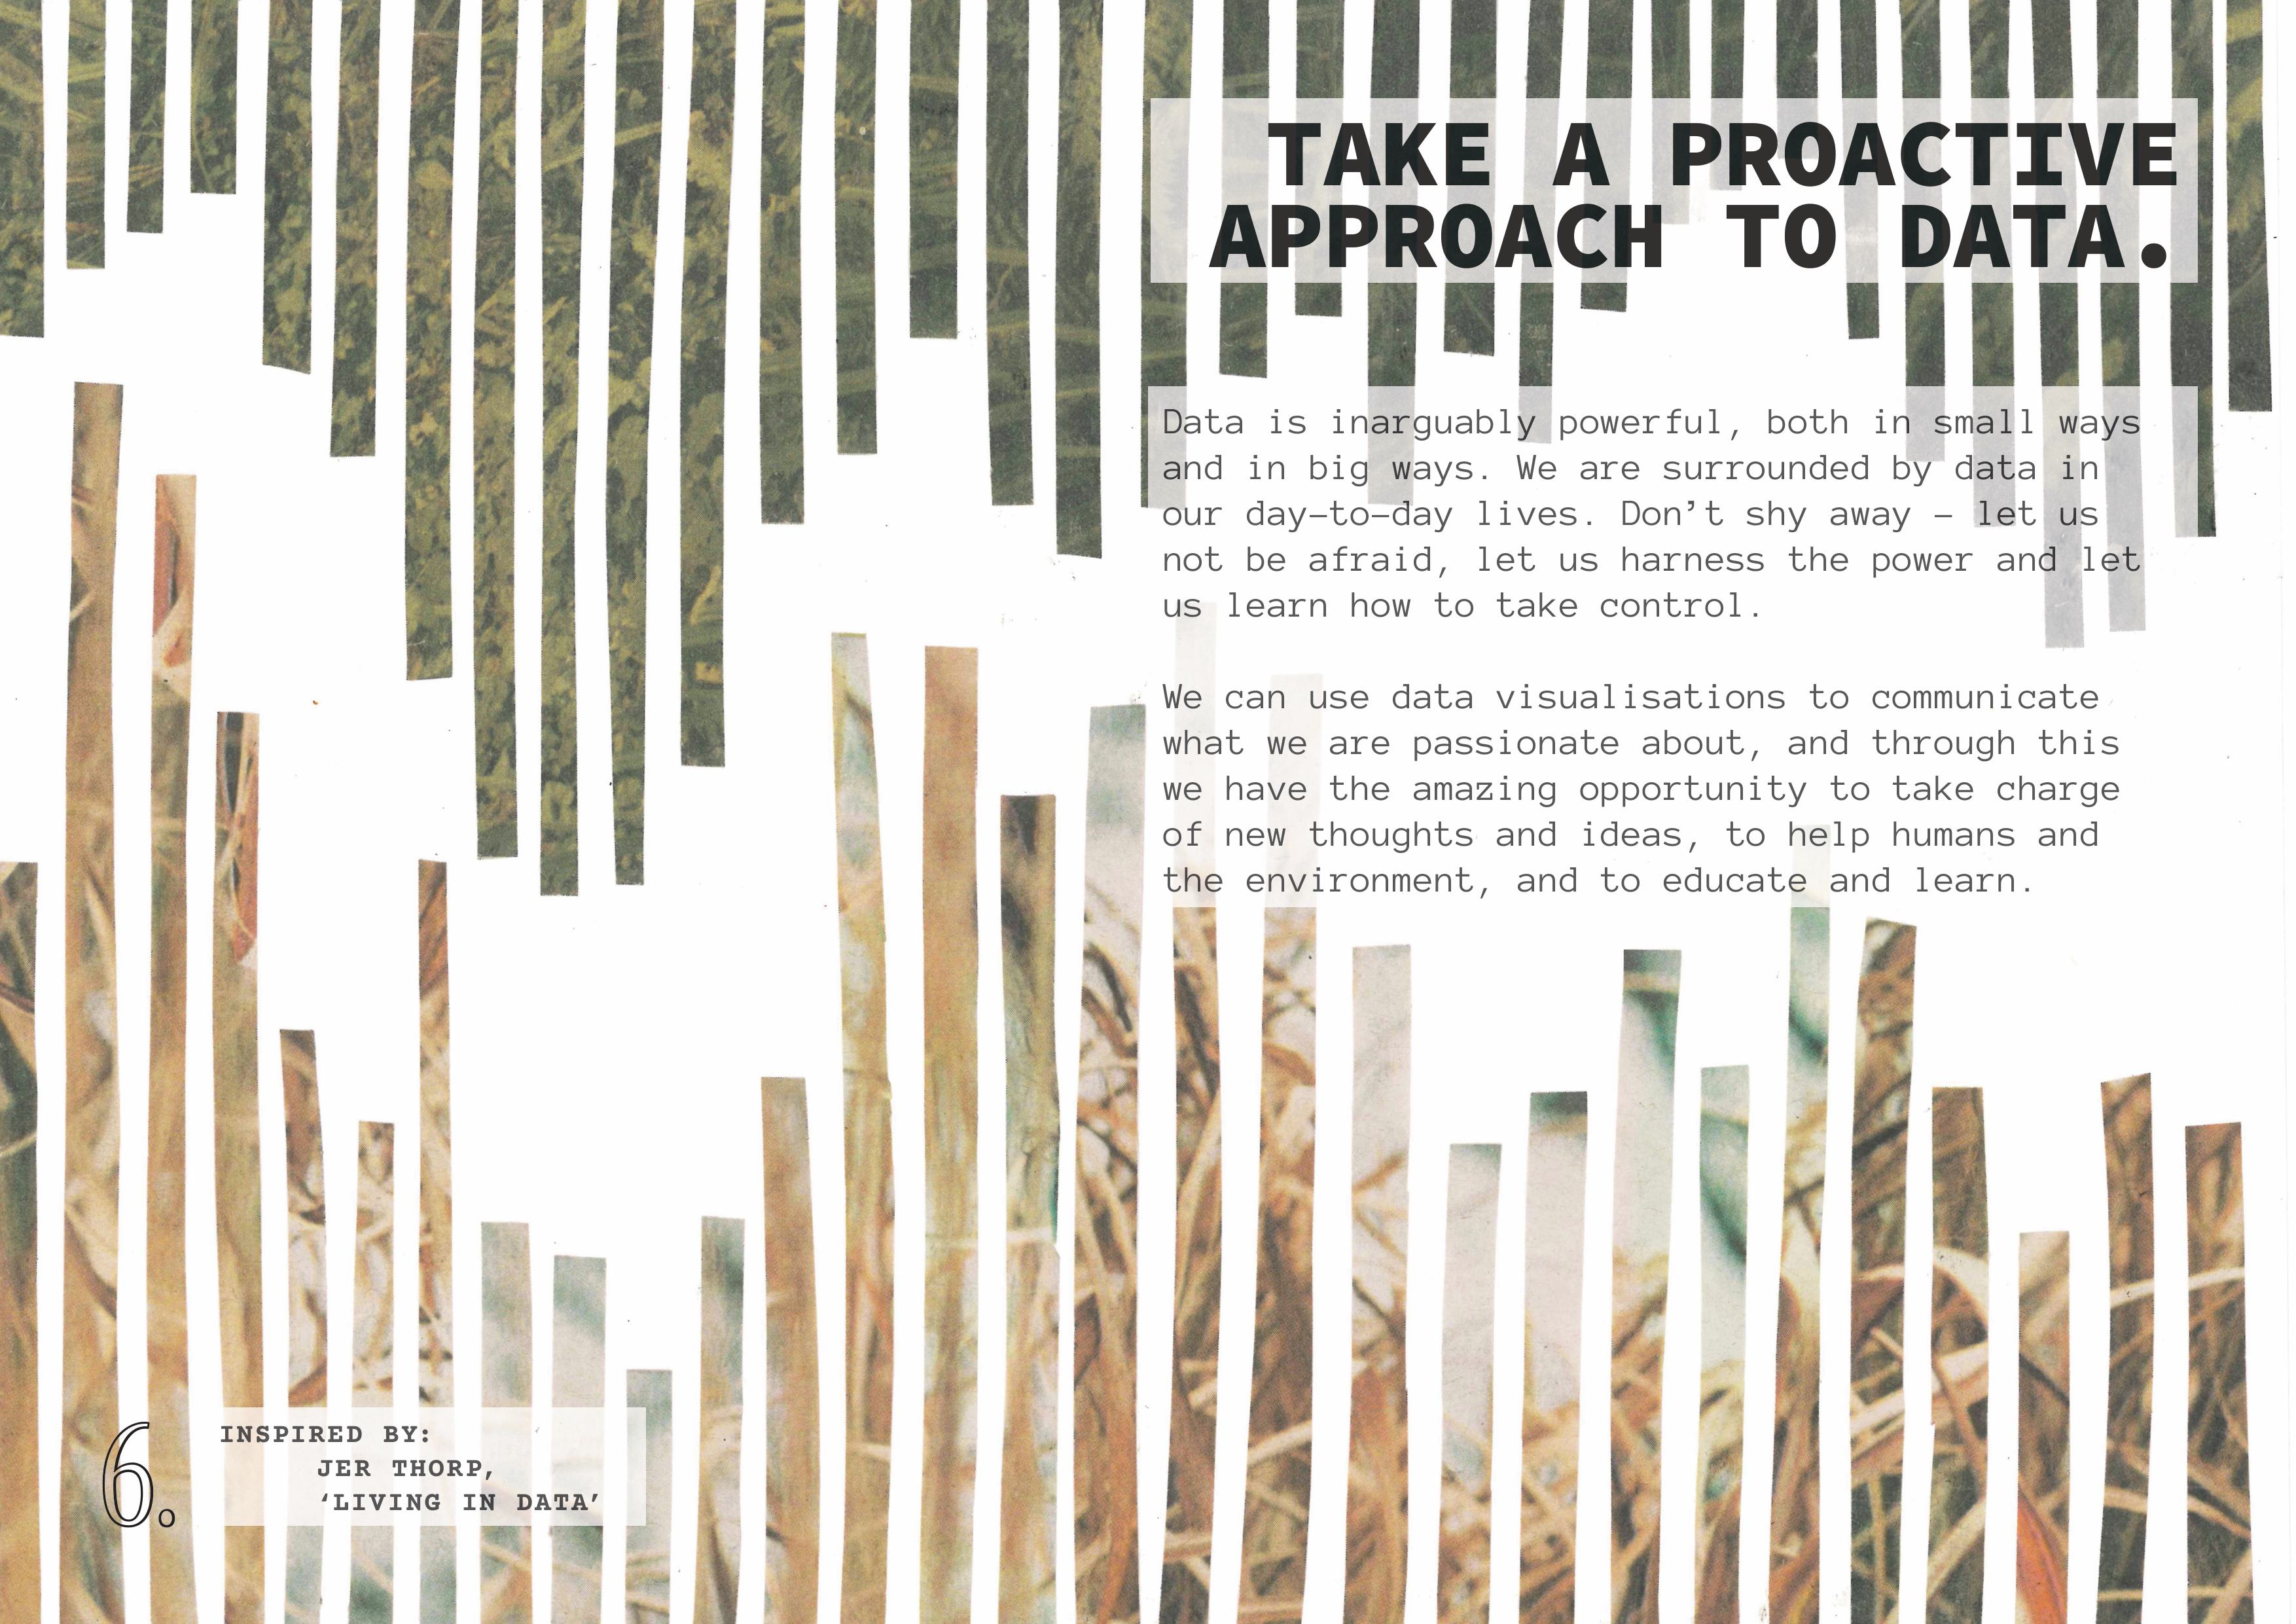 TAKE A PROACTIVE
APPROACH TO DATA.
Data is inarguably powerful, both in small ways
and in big ways. We are surrounded by data in
our day-to-day lives. Don’t shy away – let us
not be afraid, let us harness the power and let
us learn how to take control.
We can use data visualisations to communicate
what we are passionate about, and through this
we have the amazing opportunity to take charge
of new thoughts and ideas, to help humans and
the environment, and to educate and learn.
6.
INSPIRED BY:
JER THORP,
‘LIVING IN DATA’